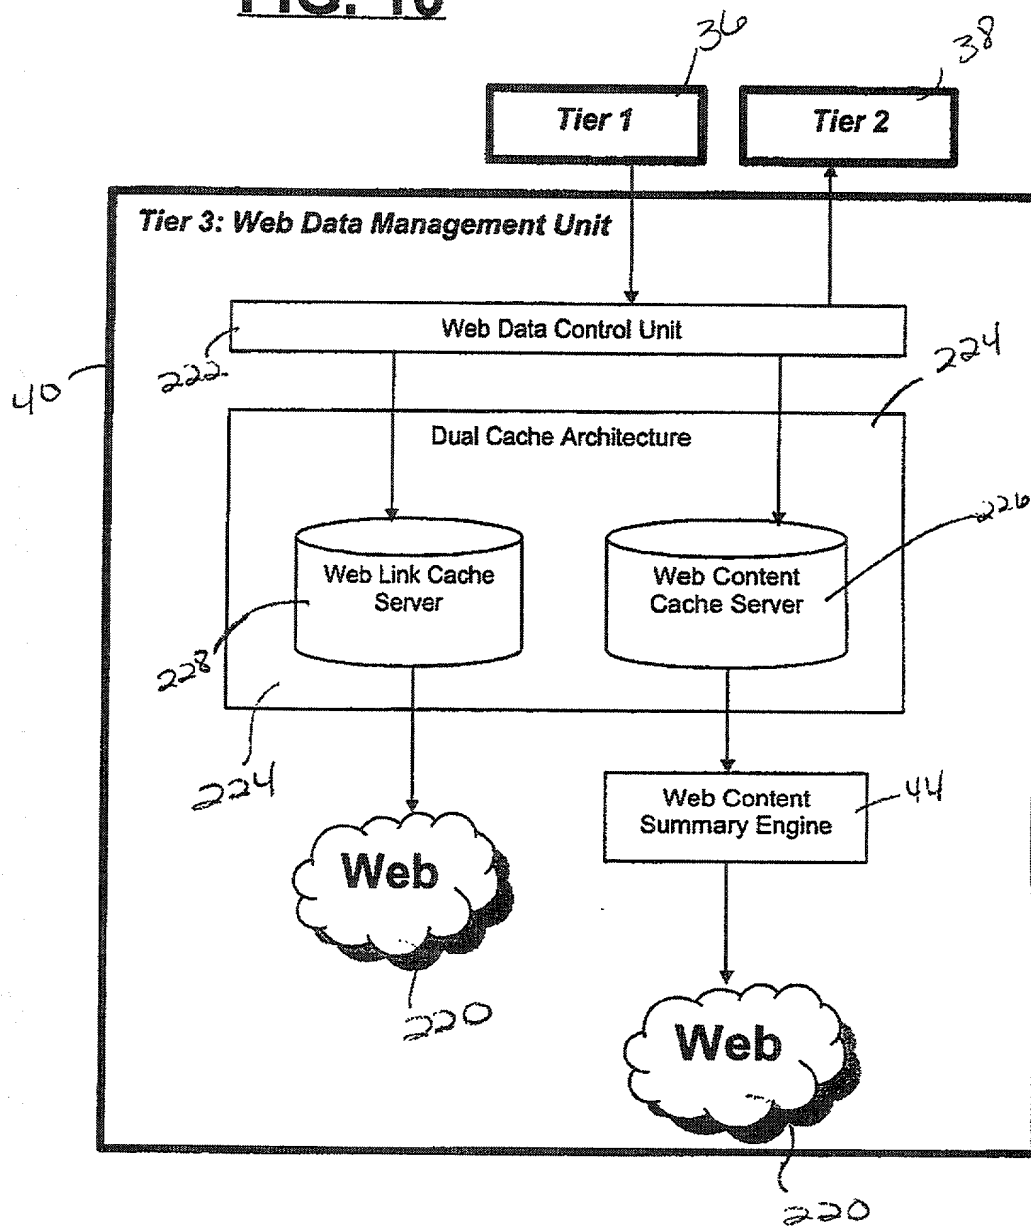 FIG. 10
36
38
Tier 1
Tier 2
Tier 3: Web Data Management Unit
Web Data Control Unit
222
40
224
Dual Cache Architecture
226
Web Link Cache
Server
Web Content
Cache Server
228
224
Web Content
Summary Engine
44
Web
220
Web
220